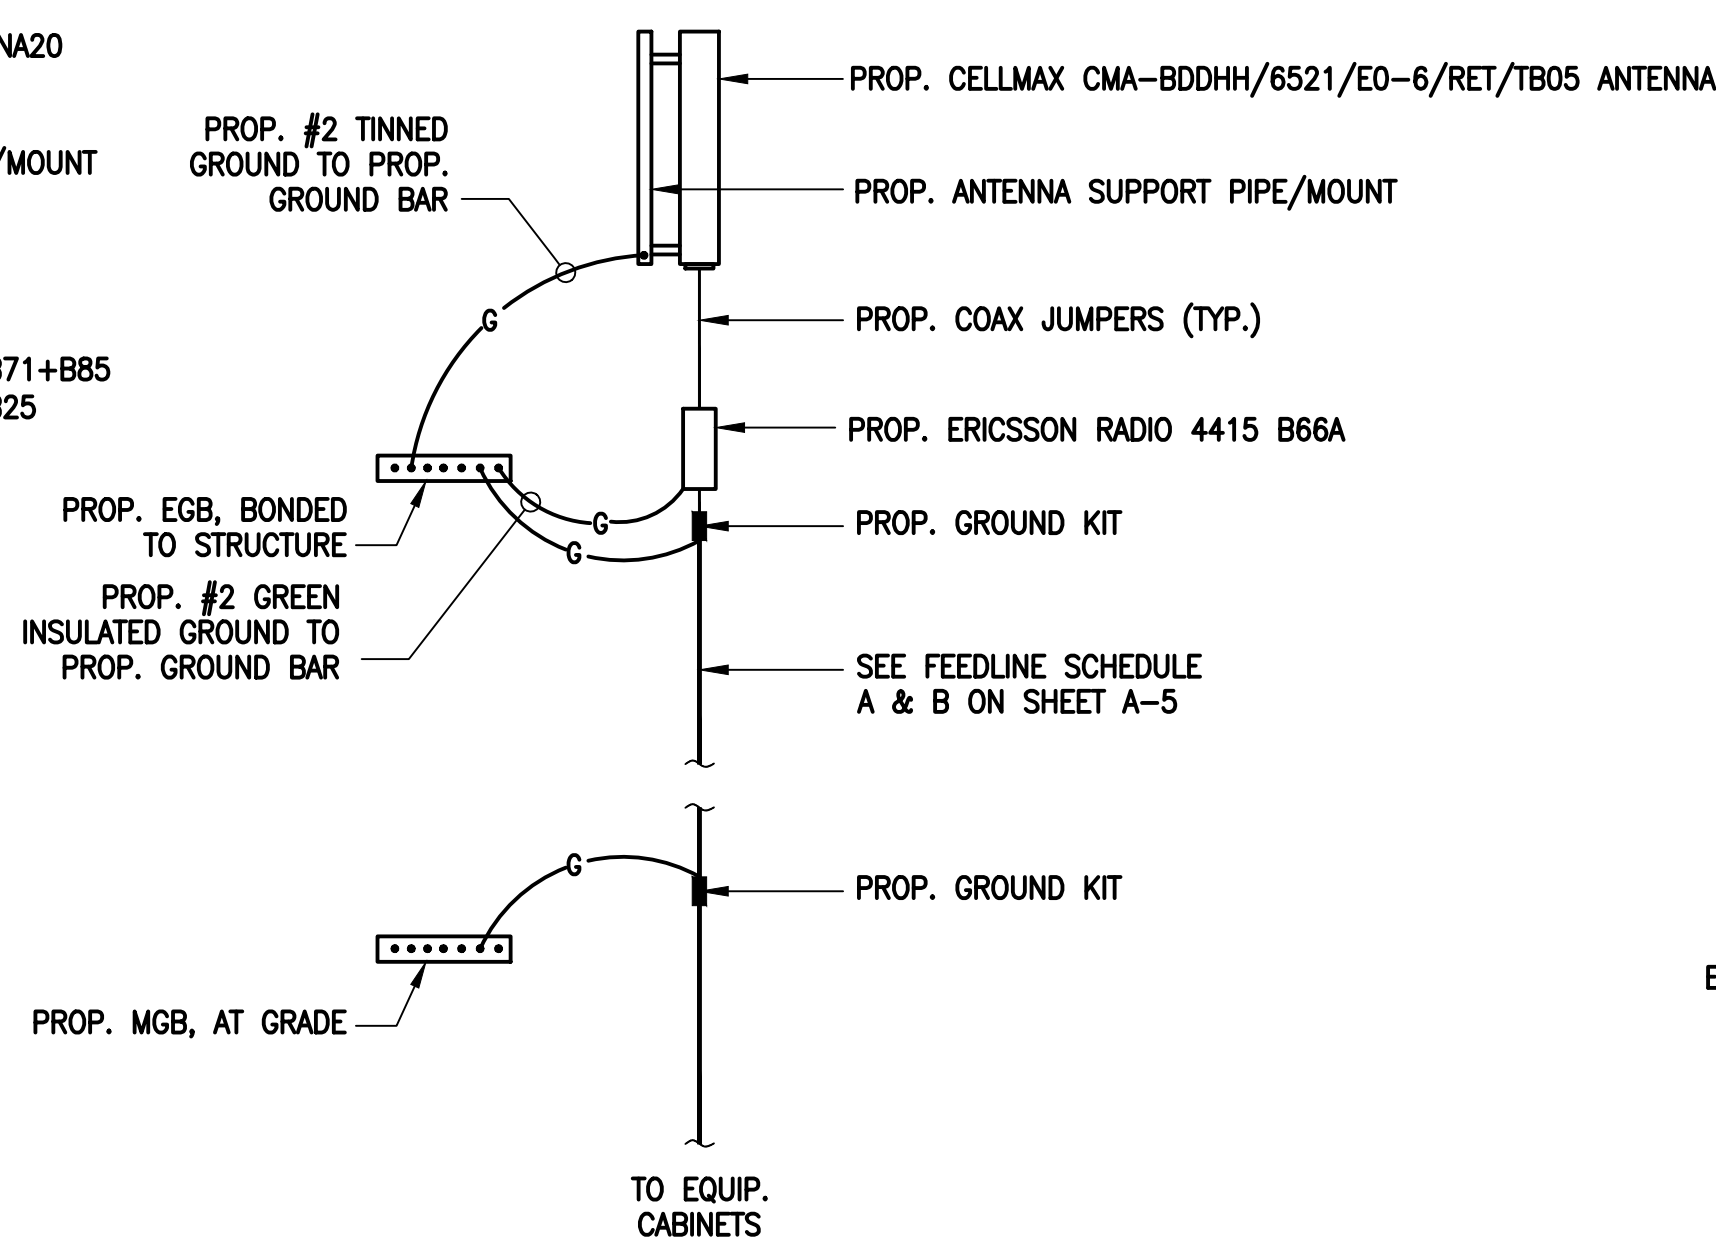 NA20
/MOUNT
B71+B85
B25
PROP. #2 TINNED
GROUND TO PROP.
GROUND BAR
PROP. CELLMAX CMA-BDDHH/6521/E0-6/RET/TB05 ANTENNA
PROP. ANTENNA SUPPORT PIPE/MOUNT
G
PROP. COAX JUMPERS (TYP.)
PROP. ERICSSON RADIO 4415 B66A
PROP. EGB, BONDED
TO STRUCTURE
G
PROP. GROUND KIT
G
PROP. #2 GREEN
INSULATED GROUND TO
PROP. GROUND BAR
SEE FEEDLINE SCHEDULE
A & B ON SHEET A-5
G
PROP. GROUND KIT
PROP. MGB, AT GRADE
TO EQUIP.
CABINETS